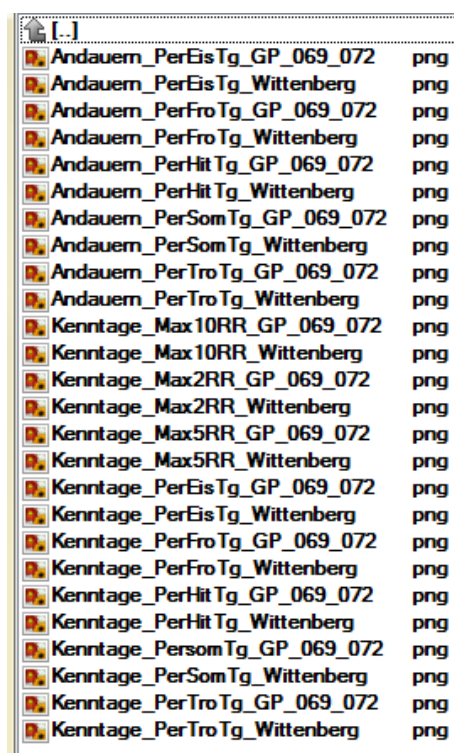 [..]
Andauern_PerEisTg_GP_069_072 png
Andauern_PerEisTg_Wittenberg png
Andauern_PerFroTg_GP_069_072 png
Andauern_PerFroTg_Wittenberg png
Andauern_PerHitTg_GP_069_072 png
Andauern_PerHitTg_Wittenberg png
Andauern_PerSomTg_GP_069_072 png
Andauern_PerSomTg_Wittenberg png
Andauern_PerTroTg_GP_069_072 png
Andauern_PerTroTg_Wittenberg png
Kenntage_Max10RR_GP_069_072 png
Kenntage_Max10RR_Wittenberg png
Kenntage_Max2RR_GP_069_072 png
Kenntage_Max2RR_Wittenberg png
Kenntage_Max5RR_GP_069_072 png
Kenntage_Max5RR_Wittenberg png
Kenntage_PerEisTg_GP_069_072 png
Kenntage_PerEisTg_Wittenberg png
Kenntage_PerFroTg_GP_069_072 png
Kenntage_PerFroTg_Wittenberg png
Kenntage_PerHitTg_GP_069_072 png
Kenntage_PerHitTg_Wittenberg png
Kenntage_PersomTg_GP_069_072 png
Kenntage_PerSomTg_Wittenberg png
Kenntage_PerTroTg_GP_069_072 png
Kenntage_PerTroTg_Wittenberg png